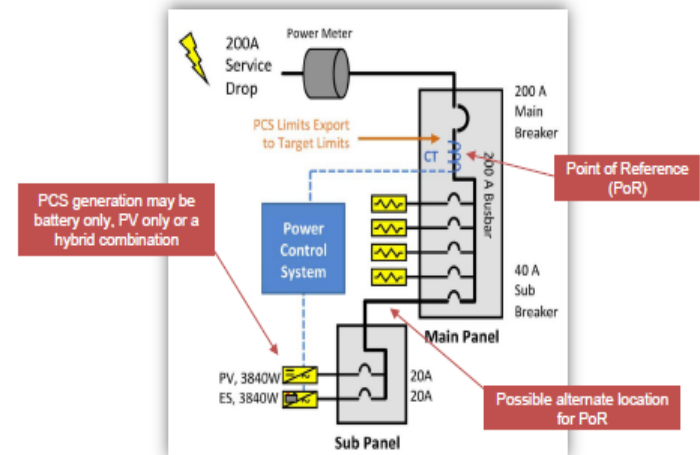 200A
Service
Drop
Power Meter
200 A
Main
Breaker
PCS Limits Export
to Target Limits
CT
200 A Busbar
Point of Reference
(PoR)
PCS generation may be
battery only, PV only or a
hybrid combination
Power
Control
System
40 A
Sub
Breaker
Main Panel
PV, 3840W
ES, 3840W
20A
20A
Possible alternate location
for PoR
Sub Panel